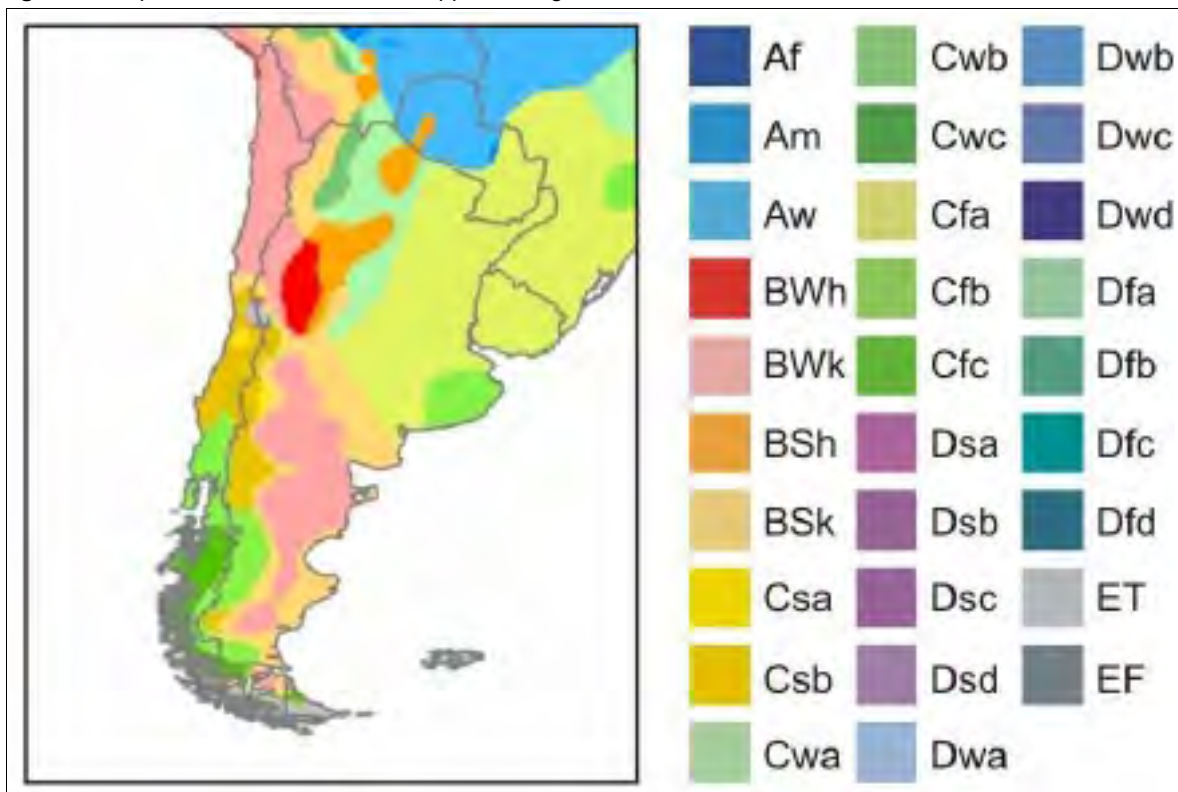 Af
Am
Aw
BWh
BWk
BSh
BSk
Csa
Csb
Cwa
Cwb
Cwc
Cfa
Cfb
Cfc
Dsa
Dsb
Dsc
Dsd
Dwa
Dwb
Dwc
Dwd
Dfa
Dfb
Dfc
Dfd
ET
EF